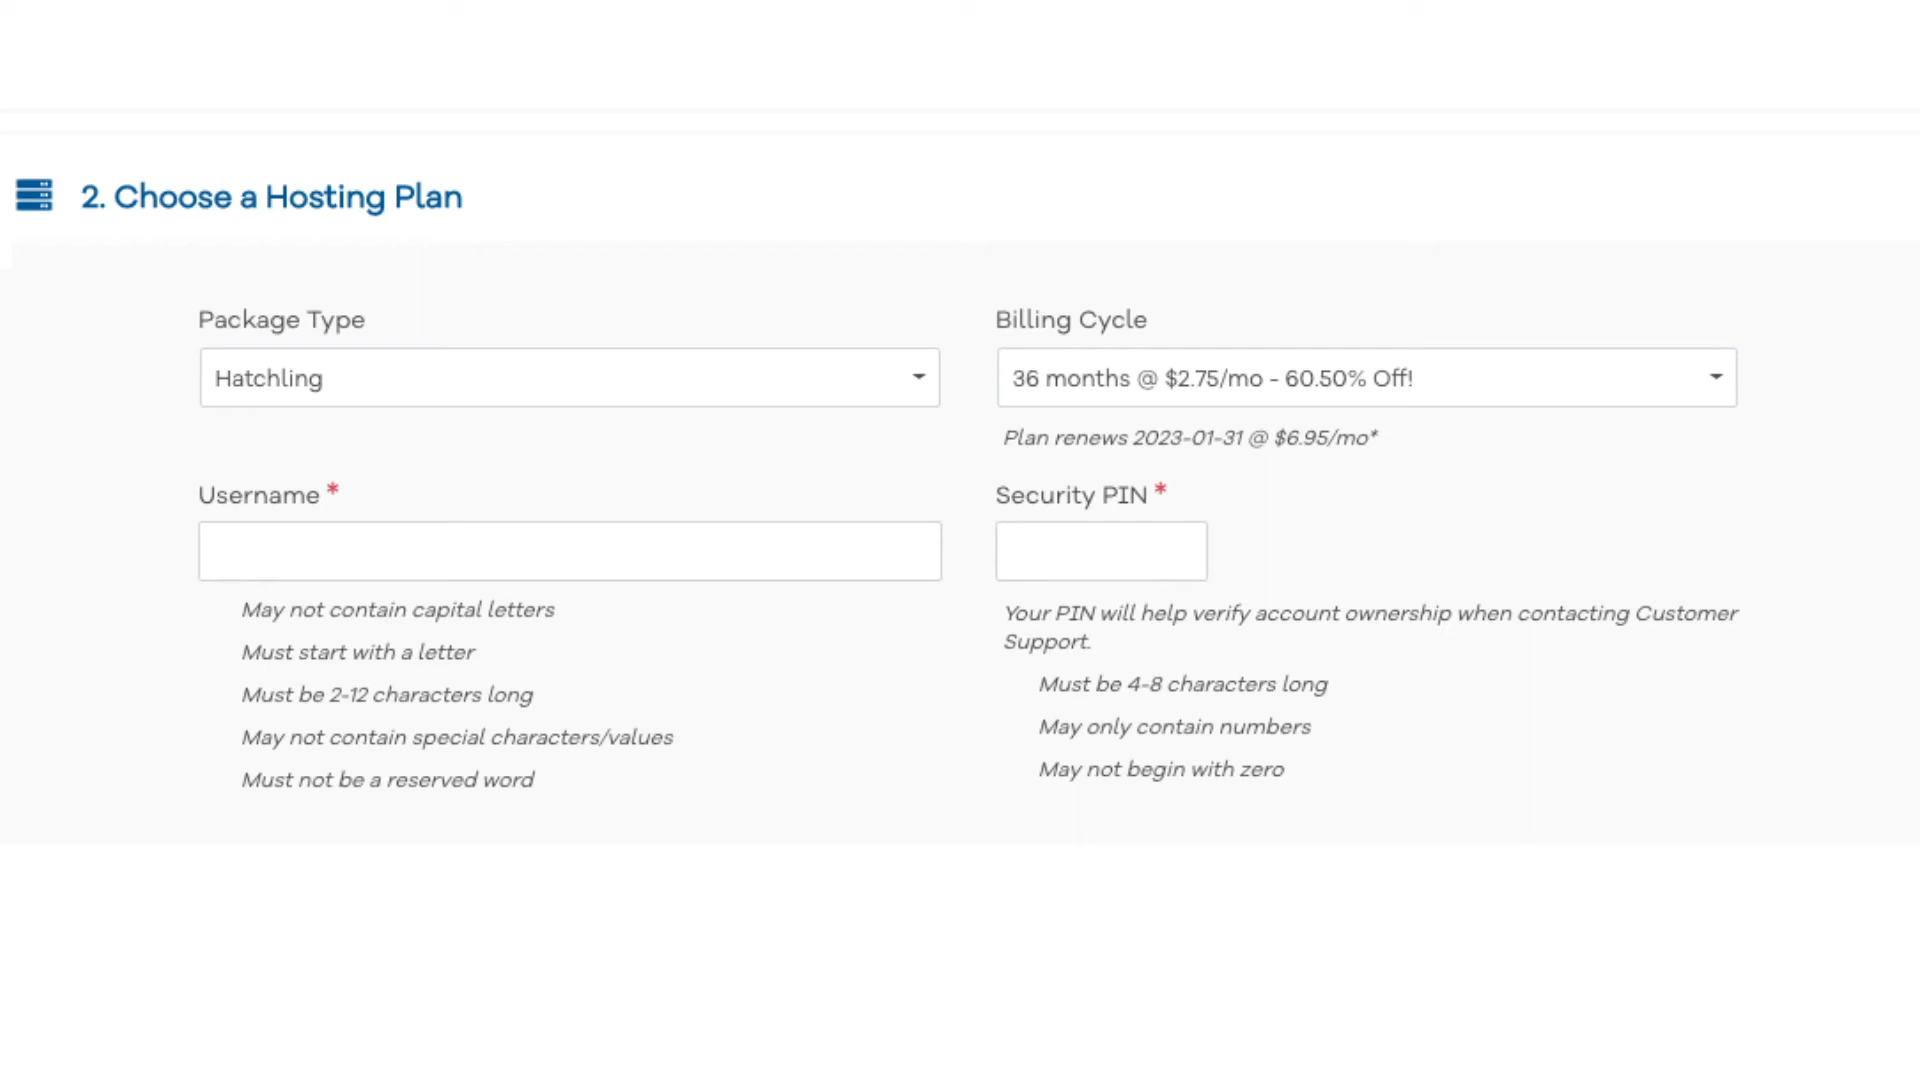 2. Choose a Hosting Plan
Package Type
Hatchling
Billing Cycle
36 months @ $2.75/mo - 60.50% Off!
Plan renews 2023-01-31 @ $6.95/mo*
Username *
May not contain capital letters
Must start with a letter
Must be 2-12 characters long
May not contain special characters/values
Must not be a reserved word
Security PIN *
Your PIN will help verify account ownership when contacting Customer
Support.
Must be 4-8 characters long
May only contain numbers
May not begin with zero